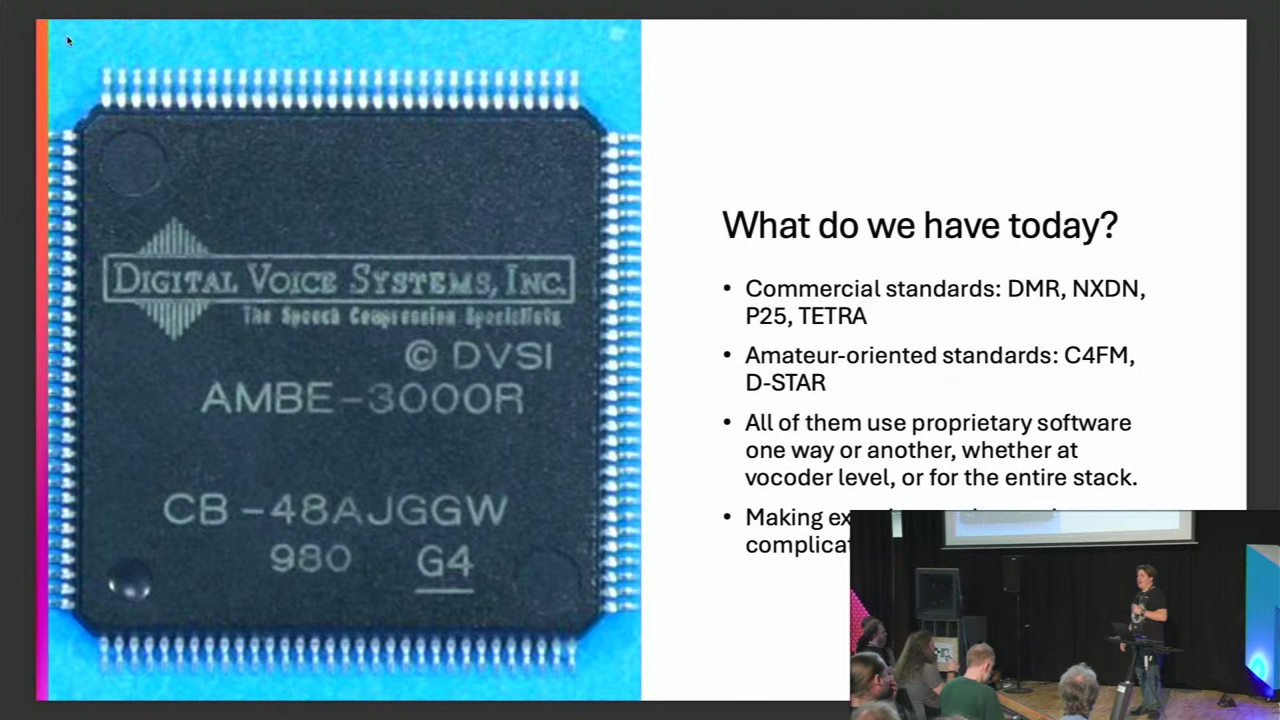 DIGITAL VOICE SYSTEMS, INC.
The Speech Compression Specialists
© DVSI
AMBE-3000R
CB-48AJGGW
980 G4
What do we have today?
• Commercial standards: DMR, NXDN,
P25, TETRA
• Amateur-oriented standards: C4FM,
D-STAR
• All of them use proprietary software
one way or another, whether at
vocoder level, or for the entire stack.
• Making